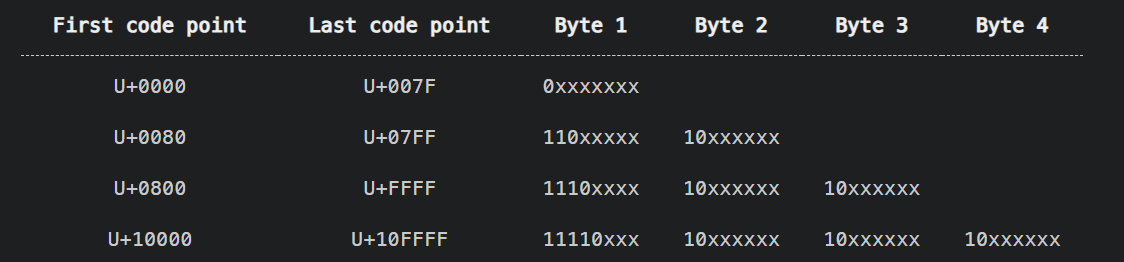 First code point Last code point Byte 1 Byte 2 Byte 3 Byte 4
U+0000 U+007F 0xxxxxxx
U+0080 U+07FF 110xxxxx 10xxxxxx
U+0800 U+FFFF 1110xxxx 10xxxxxx 10xxxxxx
U+10000 U+10FFFF 11110xxx 10xxxxxx 10xxxxxx 10xxxxxx